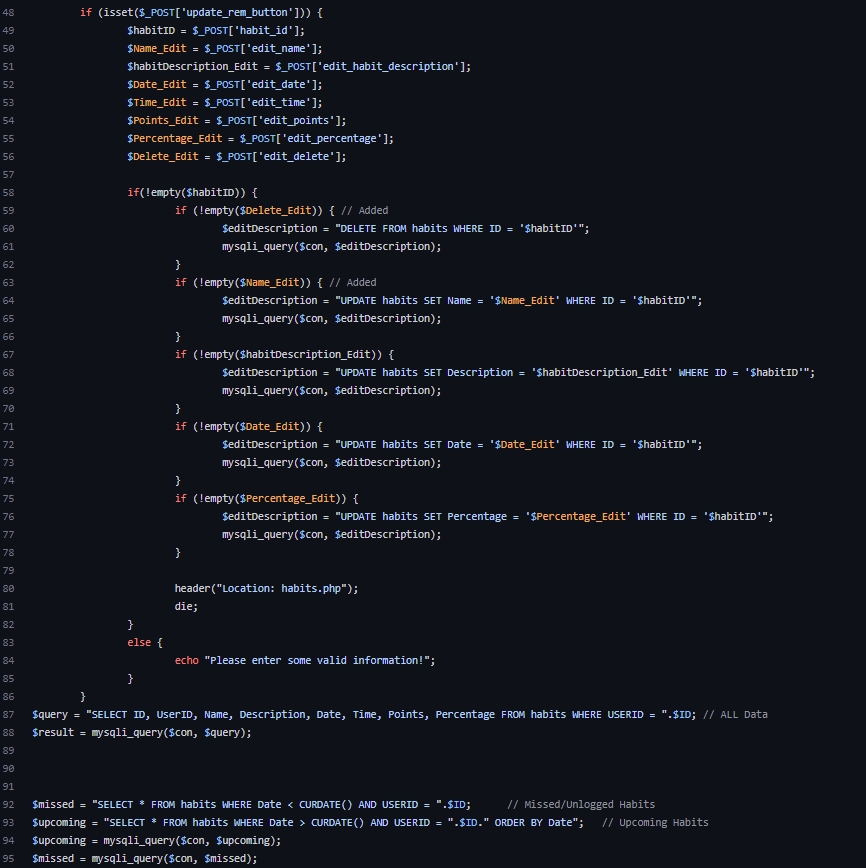 48 if (isset($_POST['update_rem_button'])) {
49 $habitID = $_POST['habit_id'];
50 $Name_Edit = $_POST['edit_name'];
51 $habitDescription_Edit = $_POST['edit_habit_description'];
52 $Date_Edit = $_POST['edit_date'];
53 $Time_Edit = $_POST['edit_time'];
54 $Points_Edit = $_POST['edit_points'];
55 $Percentage_Edit = $_POST['edit_percentage'];
56 $Delete_Edit = $_POST['edit_delete'];
57
58 if(!empty($habitID)) {
59 if (!empty($Delete_Edit)) { // Added
60 $editDescription = "DELETE FROM habits WHERE ID = '$habitID'";
61 mysqli_query($con, $editDescription);
62 }
63 if (!empty($Name_Edit)) { // Added
64 $editDescription = "UPDATE habits SET Name = '$Name_Edit' WHERE ID = '$habitID'";
65 mysqli_query($con, $editDescription);
66 }
67 if (!empty($habitDescription_Edit)) {
68 $editDescription = "UPDATE habits SET Description = '$habitDescription_Edit' WHERE ID = '$habitID'";
69 mysqli_query($con, $editDescription);
70 }
71 if (!empty($Date_Edit)) {
72 $editDescription = "UPDATE habits SET Date = '$Date_Edit' WHERE ID = '$habitID'";
73 mysqli_query($con, $editDescription);
74 }
75 if (!empty($Percentage_Edit)) {
76 $editDescription = "UPDATE habits SET Percentage = '$Percentage_Edit' WHERE ID = '$habitID'";
77 mysqli_query($con, $editDescription);
78 }
79
80 header("Location: habits.php");
81 die;
82 }
83 else {
84 echo "Please enter some valid information!";
85 }
86 }
87 $query = "SELECT ID, UserID, Name, Description, Date, Time, Points, Percentage FROM habits WHERE USERID = ".$ID; // ALL Data
88 $result = mysqli_query($con, $query);
89
90
91
92 $missed = "SELECT * FROM habits WHERE Date < CURDATE() AND USERID = ".$ID; // Missed/Unlogged Habits
93 $upcoming = "SELECT * FROM habits WHERE Date > CURDATE() AND USERID = ".$ID." ORDER BY Date"; // Upcoming Habits
94 $upcoming = mysqli_query($con, $upcoming);
95 $missed = mysqli_query($con, $missed);